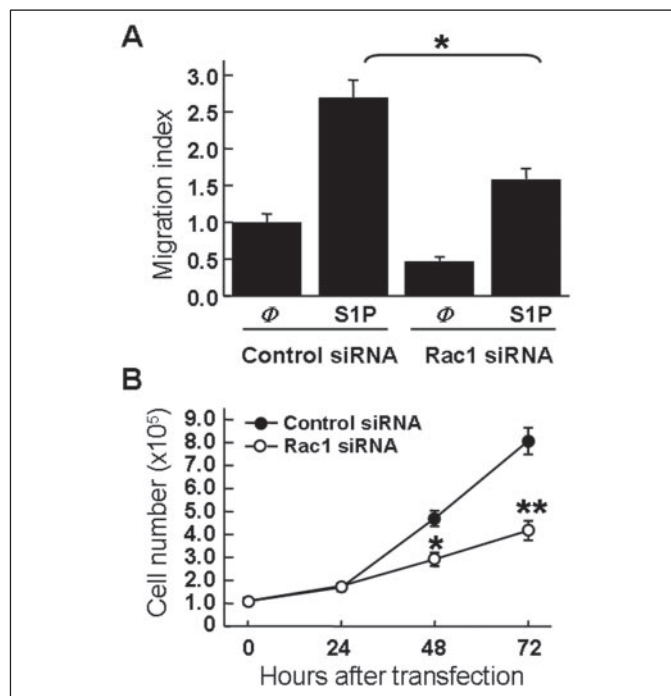 A
*
3.0
2.5
2.0
1.5
1.0
0.5
0.0
Migration index
Φ S1P Φ S1P
Control siRNA Rac1 siRNA
B
9.0
8.0
7.0
6.0
5.0
4.0
3.0
2.0
1.0
0
Cell number (x10⁵)
Control siRNA
Rac1 siRNA
* **
0 24 48 72
Hours after transfection